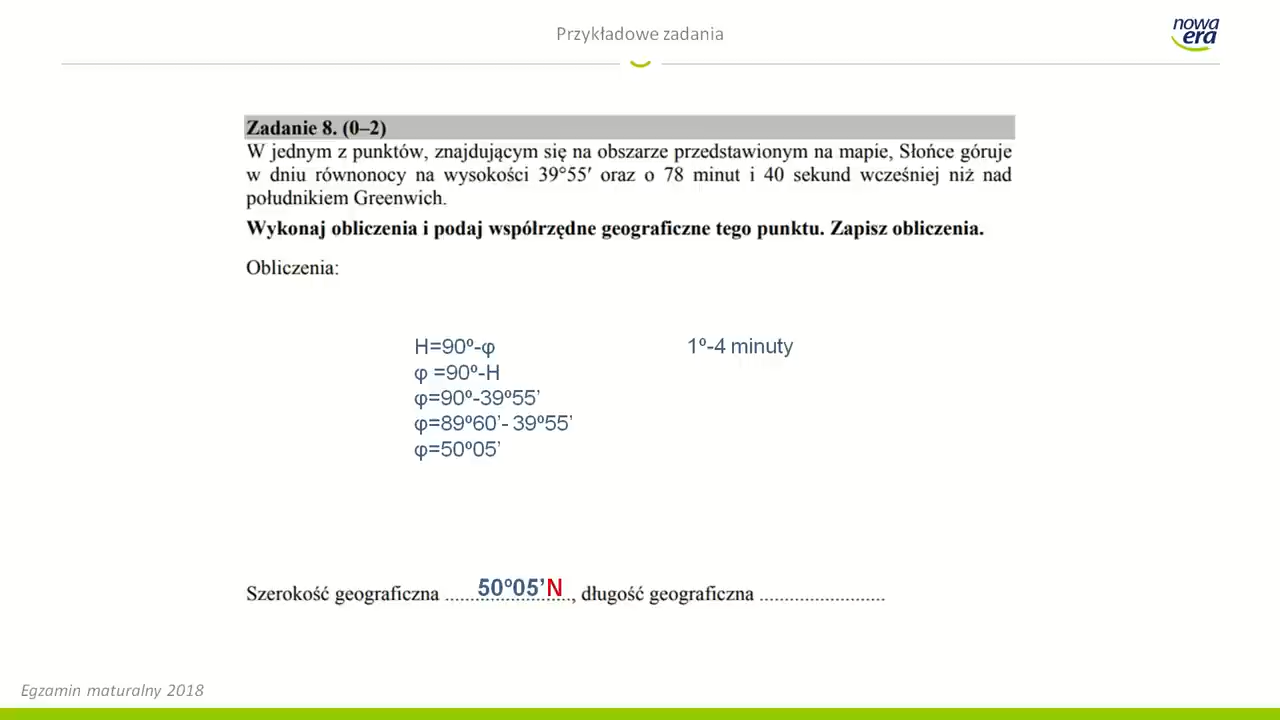 Przykładowe zadania
nowa
era
Zadanie 8. (0–2)
W jednym z punktów, znajdującym się na obszarze przedstawionym na mapie, Słońce góruje
w dniu równonocy na wysokości 39°55′ oraz o 78 minut i 40 sekund wcześniej niż nad
południkiem Greenwich.
Wykonaj obliczenia i podaj współrzędne geograficzne tego punktu. Zapisz obliczenia.
Obliczenia:
H=90º-φ
φ =90º-H
φ=90º-39º55’
φ=89º60’- 39º55’
φ=50º05’
1º-4 minuty
Szerokość geograficzna ....50º05’N...., długość geograficzna .........................
Egzamin maturalny 2018